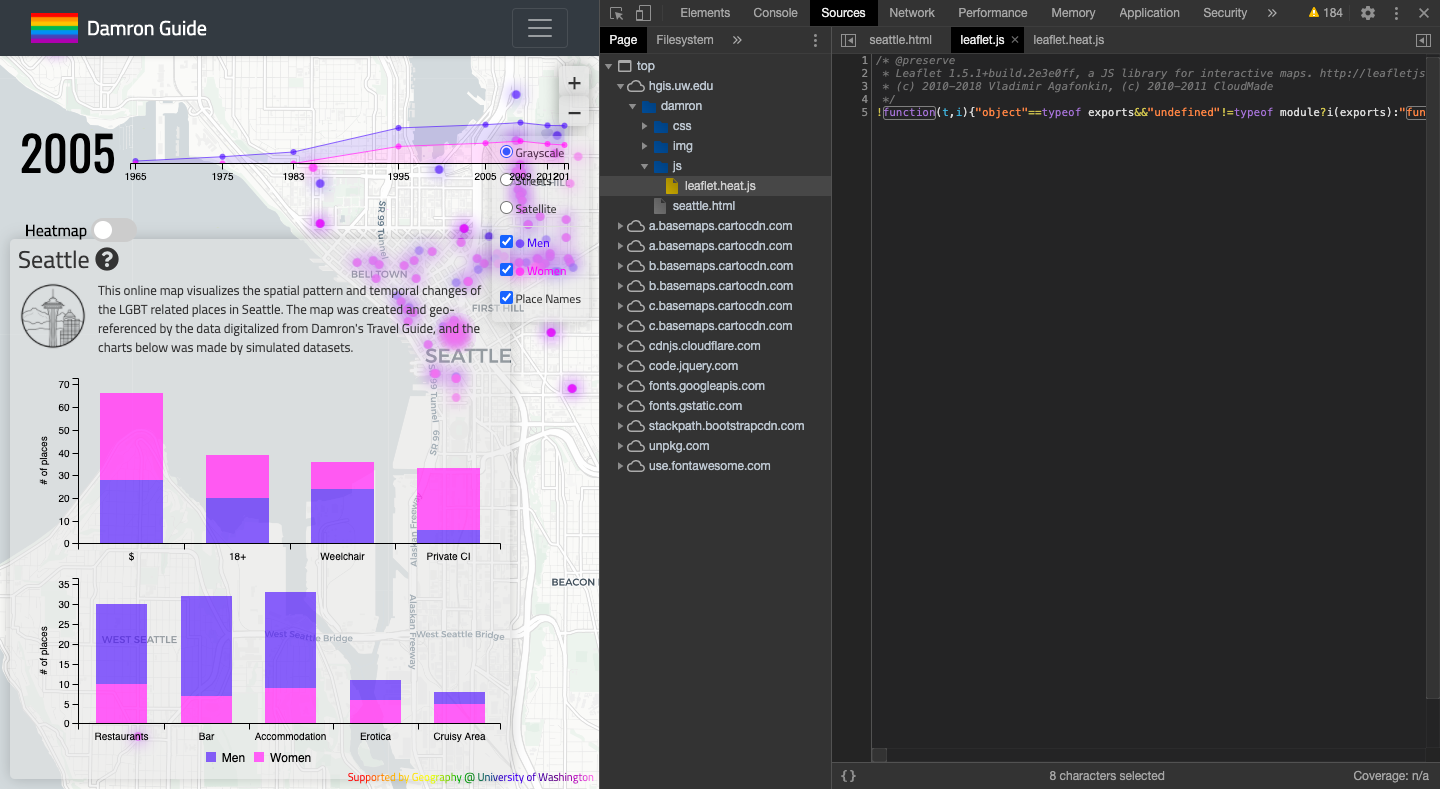 Damron Guide
2005
1965 1975 1983 1995 2005 2009 2012 201
+
−
Grayscale
Streets
Satellite
Men
Women
Place Names
Heatmap
Seattle ?
This online map visualizes the spatial pattern and temporal changes of
the LGBT related places in Seattle. The map was created and geo-
referenced by the data digitalized from Damron's Travel Guide, and the
charts below was made by simulated datasets.
SR 99 Tunnel
BELLTOWN
FIRST HILL
SEATTLE
SR 99 Tunnel
Alaskan Freeway
BEACON
WEST SEATTLE
West Seattle Bridge
West Seattle Bridge
Alaskan Freeway
# of places
70
60
50
40
30
20
10
0
$ 18+ Weelchair Private CI
# of places
35
30
25
20
15
10
5
0
Restaurants Bar Accommodation Erotica Cruisy Area
Men Women
Supported by Geography @ University of Washington
Elements Console Sources Network Performance Memory Application Security » 184
Page Filesystem »
top
hgis.uw.edu
damron
css
img
js
leaflet.heat.js
seattle.html
a.basemaps.cartocdn.com
a.basemaps.cartocdn.com
b.basemaps.cartocdn.com
b.basemaps.cartocdn.com
c.basemaps.cartocdn.com
c.basemaps.cartocdn.com
cdnjs.cloudflare.com
code.jquery.com
fonts.googleapis.com
fonts.gstatic.com
stackpath.bootstrapcdn.com
unpkg.com
use.fontawesome.com
seattle.html leaflet.js × leaflet.heat.js
1 /* @preserve
2 * Leaflet 1.5.1+build.2e3e0ff, a JS library for interactive maps. http://leafletjs
3 * (c) 2010-2018 Vladimir Agafonkin, (c) 2010-2011 CloudMade
4 */
5 !function(t,i){"object"==typeof exports&&"undefined"!=typeof module?i(exports):"fun
{} 8 characters selected Coverage: n/a